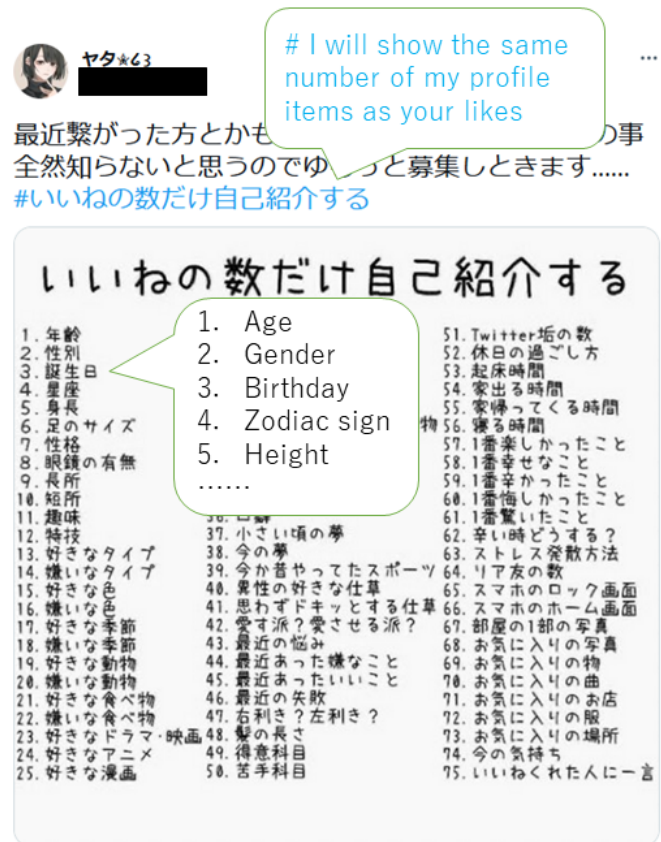 ヤタ✮63
…
# I will show the same
number of my profile
items as your likes
最近繋がった方とかも
の事
全然知らないと思うのでゆ
っと募集しときます......
#いいねの数だけ自己紹介する
いいねの数だけ自己紹介する
1. 年齢
2. 性別
3. 誕生日
4. 星座
5. 身長
6. 足のサイズ
7. 性格
8. 眼鏡の有無
9. 長所
10. 短所
11. 趣味
12. 特技
13. 好きなタイプ
14. 嫌いなタイプ
15. 好きな色
16. 嫌いな色
17. 好きな季節
18. 嫌いな季節
19. 好きな動物
20. 嫌いな動物
21. 好きな食べ物
22. 嫌いな食べ物
23. 好きなドラマ・映画
24. 好きなアニメ
25. 好きな漫画
1. Age
2. Gender
3. Birthday
4. Zodiac sign
5. Height
……
物
36. 口癖
37. 小さい頃の夢
38. 今の夢
39. 今か昔やってたスポーツ
40. 異性の好きな仕草
41. 思わずドキッとする仕草
42. 愛す派？愛させる派？
43. 最近の悩み
44. 最近あった嫌なこと
45. 最近あったいいこと
46. 最近の失敗
47. 右利き？左利き？
48. 髪の長さ
49. 得意科目
50. 苦手科目
51. Twitter垢の数
52. 休日の過ごし方
53. 起床時間
54. 家出る時間
55. 家帰ってくる時間
56. 寝る時間
57. 1番楽しかったこと
58. 1番幸せなこと
59. 1番辛かったこと
60. 1番悔しかったこと
61. 1番驚いたこと
62. 辛い時どうする？
63. ストレス発散方法
64. リア友の数
65. スマホのロック画面
66. スマホのホーム画面
67. 部屋の1部の写真
68. お気に入りの写真
69. お気に入りの物
70. お気に入りの曲
71. お気に入りのお店
72. お気に入りの服
73. お気に入りの場所
74. 今の気持ち
75. いいねくれた人に一言